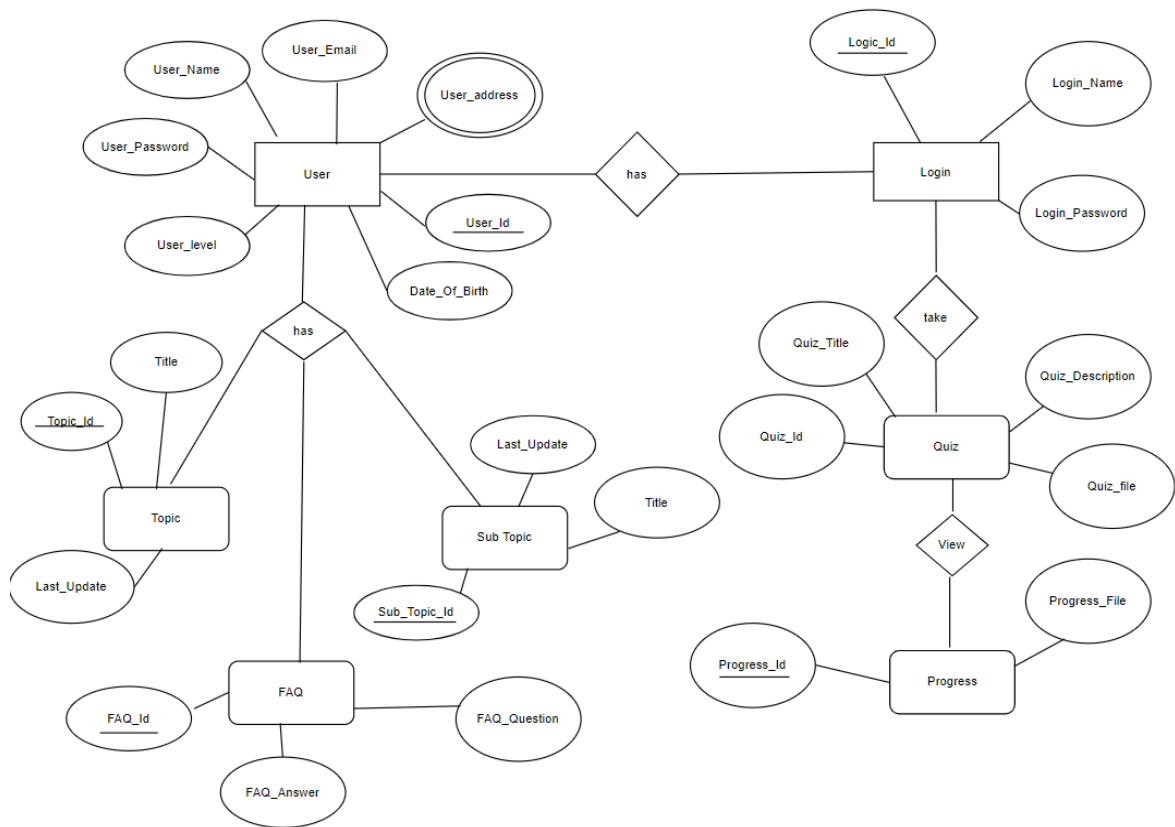 User_Email
Logic_Id
User_Name
Login_Name
User_address
User_Password
User
has
Login
Login_Password
User_Id
User_level
Date_Of_Birth
has
take
Quiz_Title
Title
Quiz_Description
Topic_Id
Quiz_Id
Last_Update
Quiz
Quiz_file
Title
Topic
Sub Topic
View
Last_Update
Progress_File
Sub_Topic_Id
Progress_Id
Progress
FAQ
FAQ_Id
FAQ_Question
FAQ_Answer